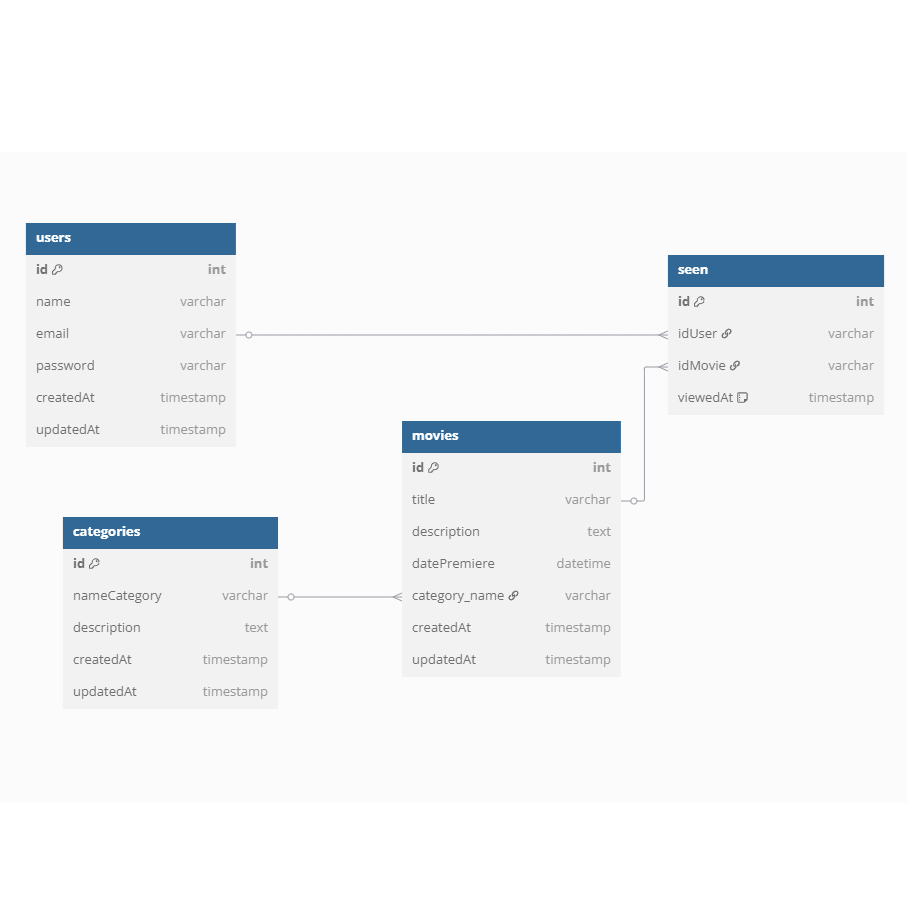 users
id int
name varchar
email varchar
password varchar
createdAt timestamp
updatedAt timestamp
seen
id int
idUser varchar
idMovie varchar
viewedAt timestamp
movies
id int
title varchar
description text
datePremiere datetime
category_name varchar
createdAt timestamp
updatedAt timestamp
categories
id int
nameCategory varchar
description text
createdAt timestamp
updatedAt timestamp